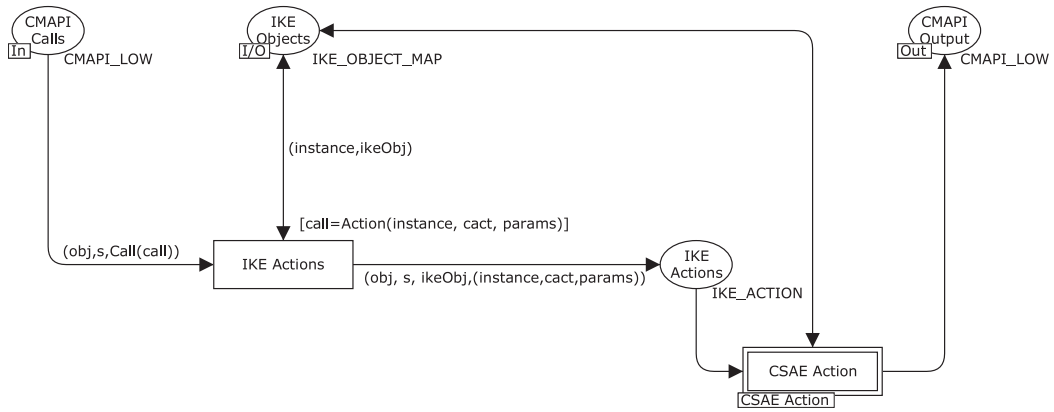 CMAPI
Calls
In
CMAPI_LOW
IKE
Objects
I/O
IKE_OBJECT_MAP
CMAPI
Output
Out
CMAPI_LOW
(instance,ikeObj)
[call=Action(instance, cact, params)]
(obj,s,Call(call))
IKE Actions
(obj, s, ikeObj,(instance,cact,params))
IKE
Actions
IKE_ACTION
CSAE Action
CSAE Action